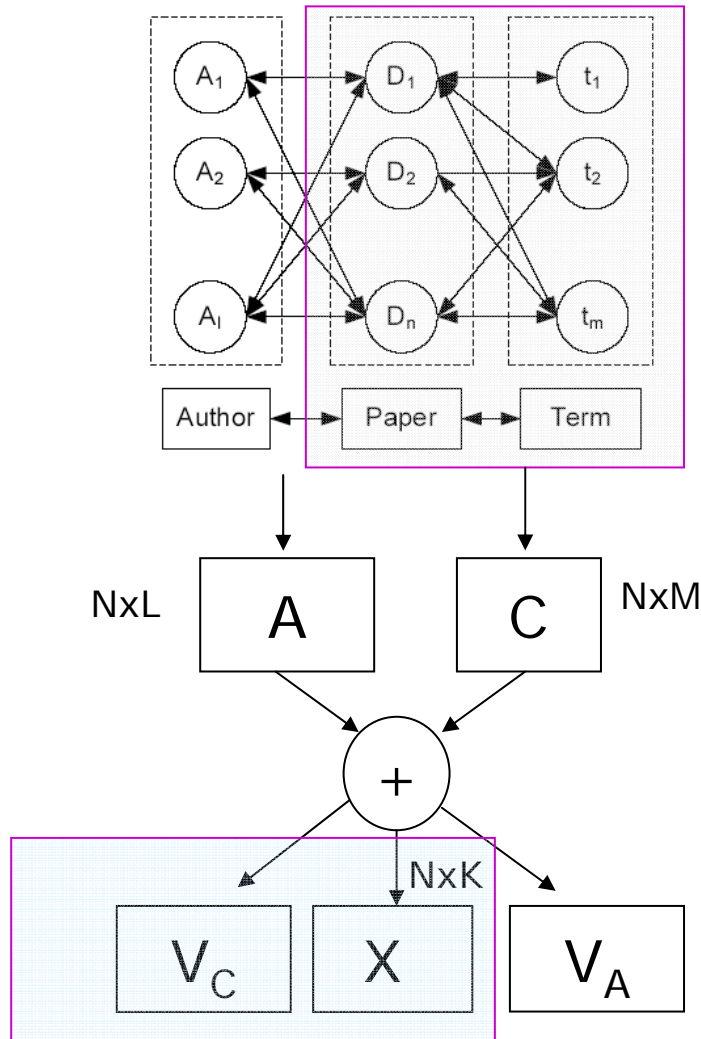 A1 D1 t1
A2 D2 t2
Al Dn tm
Author Paper Term
NxL A C NxM
+
NxK
VC X VA